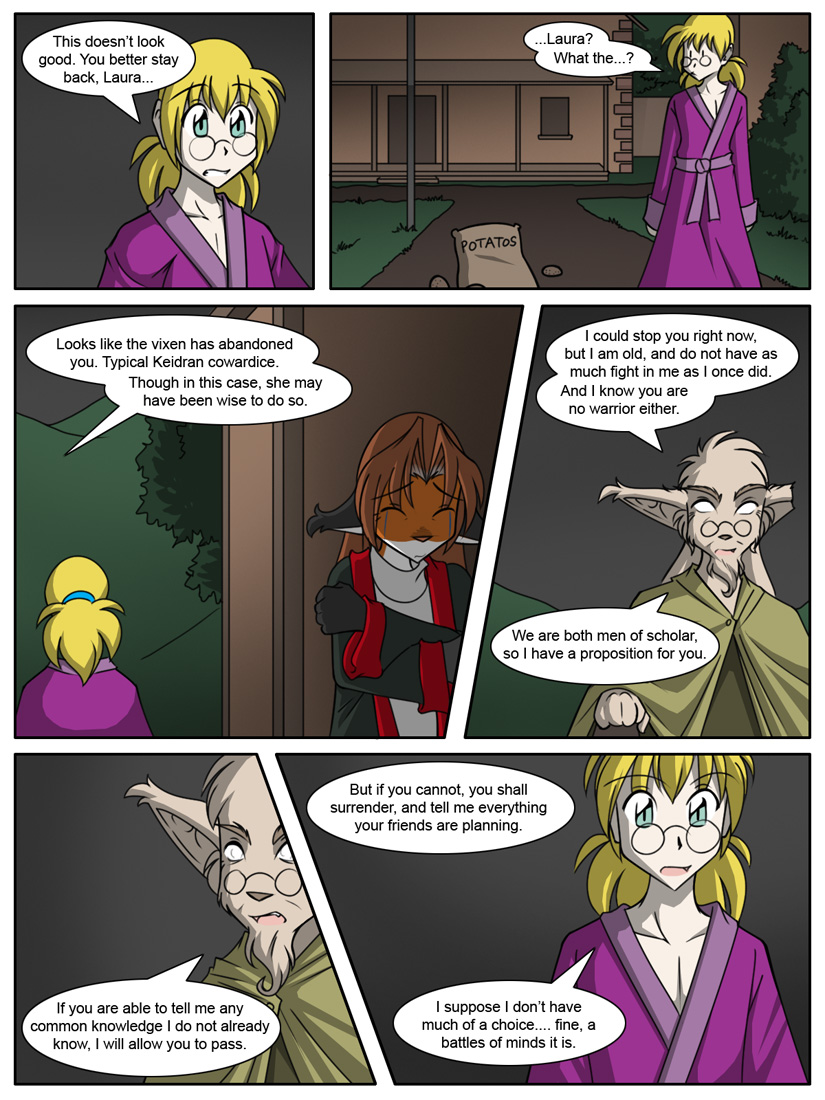 This doesn't look
good. You better stay
back, Laura...
...Laura?
What the...?
POTATOS
Looks like the vixen has abandoned
you. Typical Keidran cowardice.
Though in this case, she may
have been wise to do so.
I could stop you right now,
but I am old, and do not have as
much fight in me as I once did.
And I know you are
no warrior either.
We are both men of scholar,
so I have a proposition for you.
If you are able to tell me any
common knowledge I do not already
know, I will allow you to pass.
But if you cannot, you shall
surrender, and tell me everything
your friends are planning.
I suppose I don't have
much of a choice.... fine, a
battles of minds it is.